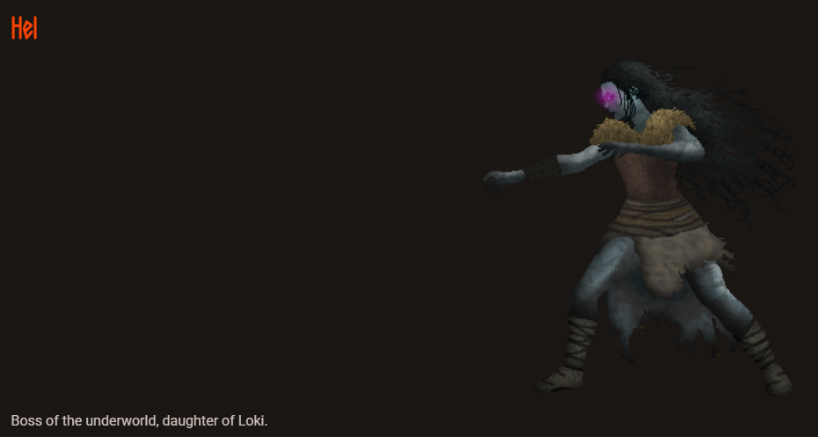 Hel
Boss of the underworld, daughter of Loki.